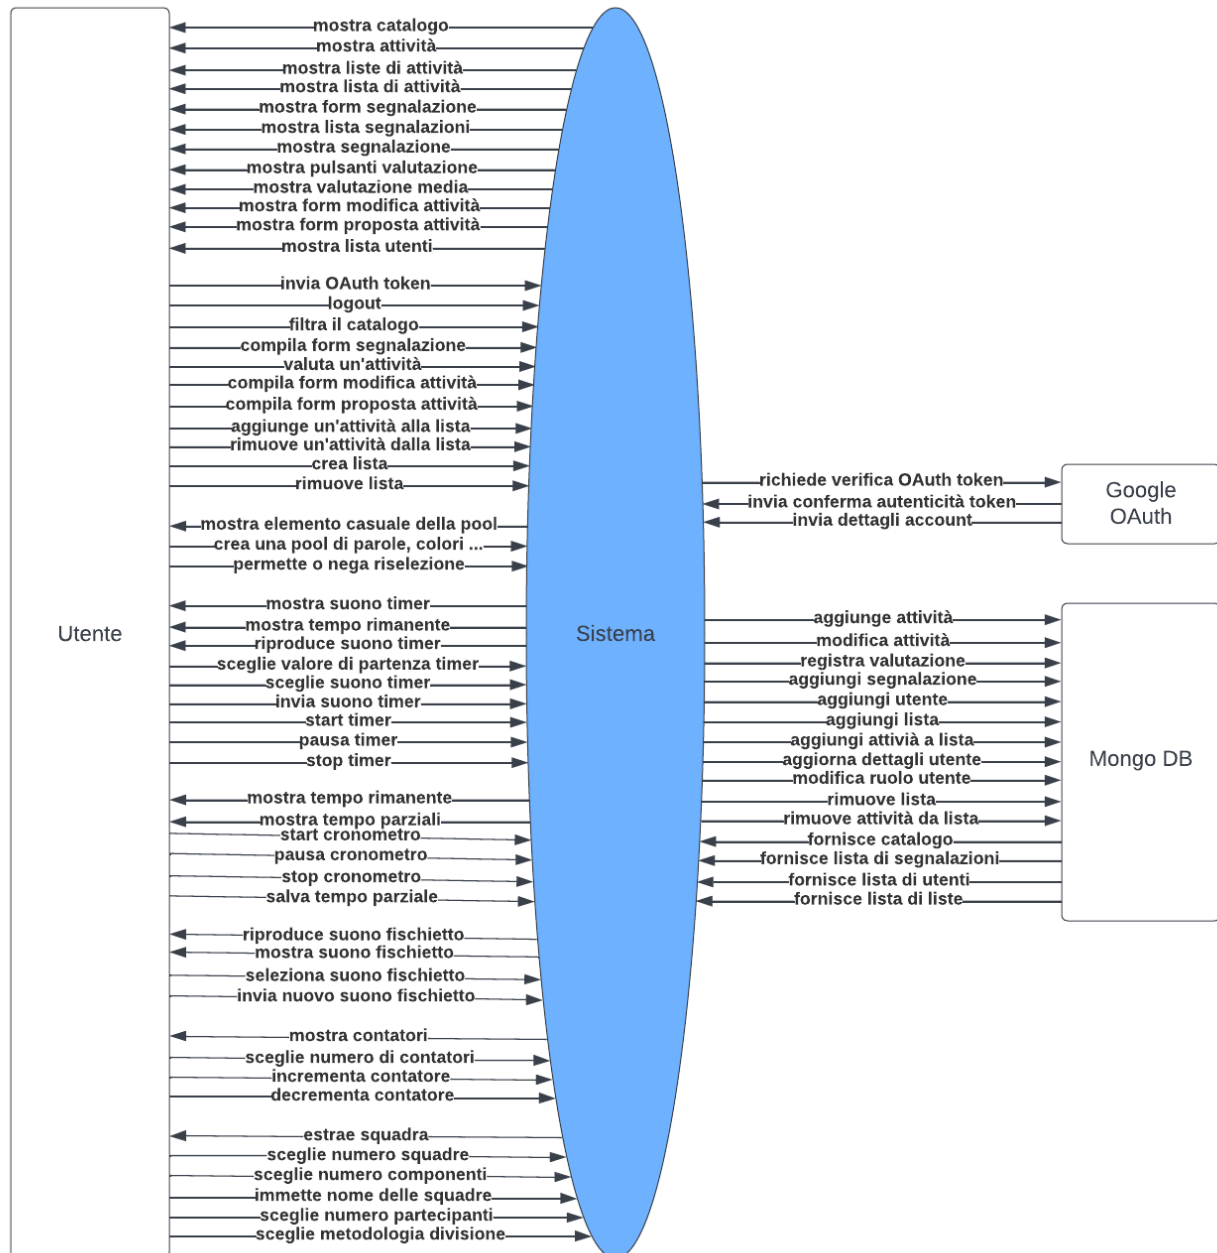 mostra catalogo
mostra attività
mostra liste di attività
mostra lista di attività
mostra form segnalazione
mostra lista segnalazioni
mostra segnalazione
mostra pulsanti valutazione
mostra valutazione media
mostra form modifica attività
mostra form proposta attività
mostra lista utenti
invia OAuth token
logout
filtra il catalogo
compila form segnalazione
valuta un'attività
compila form modifica attività
compila form proposta attività
aggiunge un'attività alla lista
rimuove un'attività dalla lista
crea lista
rimuove lista
mostra elemento casuale della pool
crea una pool di parole, colori ...
permette o nega riselezione
mostra suono timer
mostra tempo rimanente
riproduce suono timer
sceglie valore di partenza timer
sceglie suono timer
invia suono timer
start timer
pausa timer
stop timer
mostra tempo rimanente
mostra tempo parziali
start cronometro
pausa cronometro
stop cronometro
salva tempo parziale
riproduce suono fischietto
mostra suono fischietto
seleziona suono fischietto
invia nuovo suono fischietto
mostra contatori
sceglie numero di contatori
incrementa contatore
decrementa contatore
estrae squadra
sceglie numero squadre
sceglie numero componenti
immette nome delle squadre
sceglie numero partecipanti
sceglie metodologia divisione
Utente
Sistema
richiede verifica OAuth token
invia conferma autenticità token
invia dettagli account
Google
OAuth
aggiunge attività
modifica attività
registra valutazione
aggiungi segnalazione
aggiungi utente
aggiungi lista
aggiungi attivià a lista
aggiorna dettagli utente
modifica ruolo utente
rimuove lista
rimuove attività da lista
fornisce catalogo
fornisce lista di segnalazioni
fornisce lista di utenti
fornisce lista di liste
Mongo DB